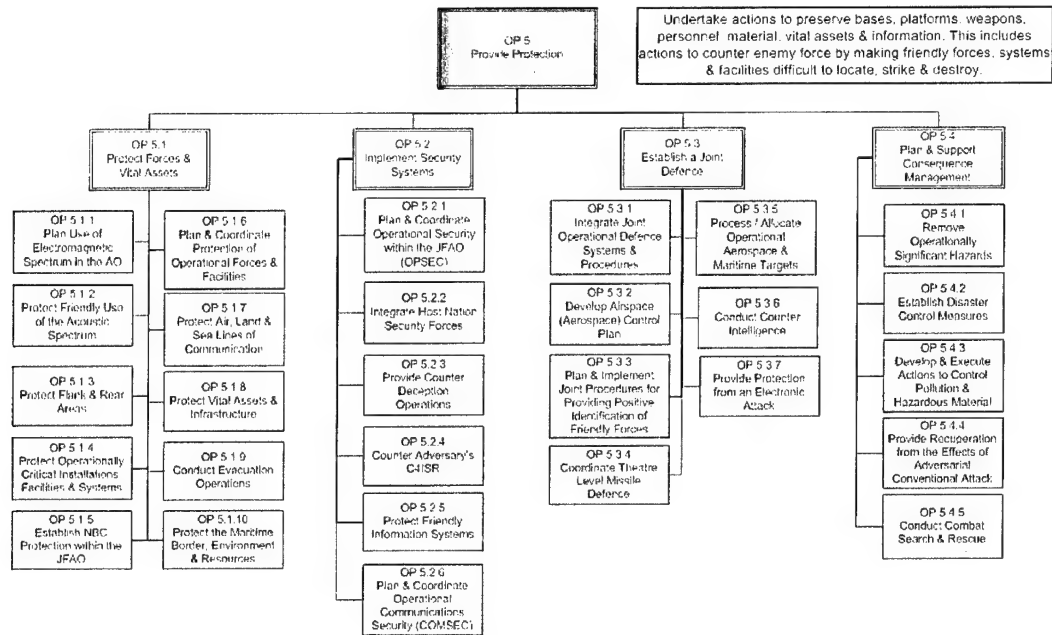 OP 5
Provide Protection
Undertake actions to preserve bases, platforms, weapons,
personnel, material, vital assets & information. This includes
actions to counter enemy force by making friendly forces, systems
& facilities difficult to locate, strike & destroy.
OP 5.1
Protect Forces &
Vital Assets
OP 5.1.1
Plan Use of
Electromagnetic
Spectrum in the AO
OP 5.1.2
Protect Friendly Use
of the Acoustic
Spectrum
OP 5.1.3
Protect Flank & Rear
Areas
OP 5.1.4
Protect Operationally
Critical Installations
Facilities & Systems
OP 5.1.5
Establish NBC
Protection within the
JFAO
OP 5.1.6
Plan & Coordinate
Protection of
Operational Forces &
Facilities
OP 5.1.7
Protect Air, Land &
Sea Lines of
Communication
OP 5.1.8
Protect Vital Assets &
Infrastructure
OP 5.1.9
Conduct Evacuation
Operations
OP 5.1.10
Protect the Maritime
Border, Environment
& Resources
OP 5.2
Implement Security
Systems
OP 5.2.1
Plan & Coordinate
Operational Security
within the JFAO
(OPSEC)
OP 5.2.2
Integrate Host Nation
Security Forces
OP 5.2.3
Provide Counter
Deception
Operations
OP 5.2.4
Counter Adversary's
C4ISR
OP 5.2.5
Protect Friendly
Information Systems
OP 5.2.6
Plan & Coordinate
Operational
Communications
Security (COMSEC)
OP 5.3
Establish a Joint
Defence
OP 5.3.1
Integrate Joint
Operational Defence
Systems &
Procedures
OP 5.3.2
Develop Airspace
(Aerospace) Control
Plan
OP 5.3.3
Plan & Implement
Joint Procedures for
Providing Positive
Identification of
Friendly Forces
OP 5.3.4
Coordinate Theatre
Level Missile
Defence
OP 5.3.5
Process / Allocate
Operational
Aerospace &
Maritime Targets
OP 5.3.6
Conduct Counter
Intelligence
OP 5.3.7
Provide Protection
from an Electronic
Attack
OP 5.4
Plan & Support
Consequence
Management
OP 5.4.1
Remove
Operationally
Significant Hazards
OP 5.4.2
Establish Disaster
Control Measures
OP 5.4.3
Develop & Execute
Actions to Control
Pollution &
Hazardous Material
OP 5.4.4
Provide Recuperation
from the Effects of
Adversarial
Conventional Attack
OP 5.4.5
Conduct Combat
Search & Rescue